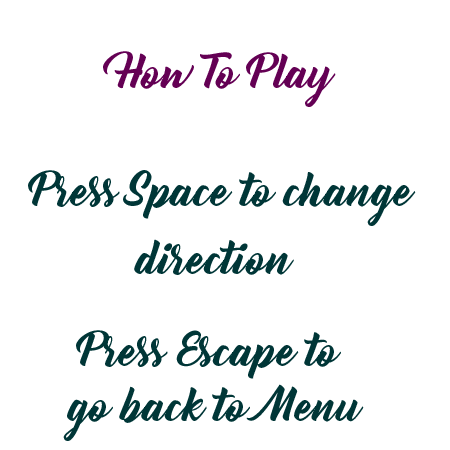 How To Play
Press Space to change
direction
Press Escape to
go back to Menu